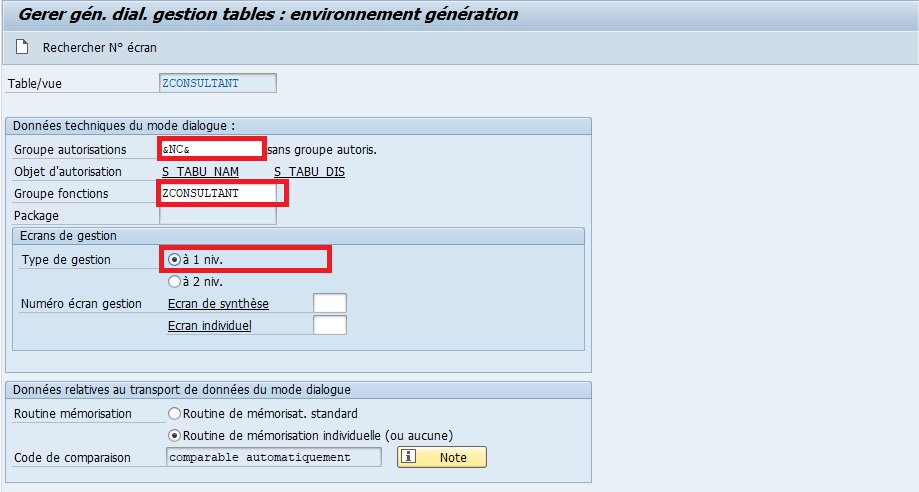 Gerer gén. dial. gestion tables : environnement génération
Rechercher N° écran
Table/vue ZCONSULTANT
Données techniques du mode dialogue :
Groupe autorisations &NC& sans groupe autoris.
Objet d'autorisation S_TABU_NAM S_TABU_DIS
Groupe fonctions ZCONSULTANT
Package
Ecrans de gestion
Type de gestion à 1 niv.
à 2 niv.
Numéro écran gestion Ecran de synthèse
Ecran individuel
Données relatives au transport de données du mode dialogue
Routine mémorisation Routine de mémorisat. standard
Routine de mémorisation individuelle (ou aucune)
Code de comparaison comparable automatiquement Note